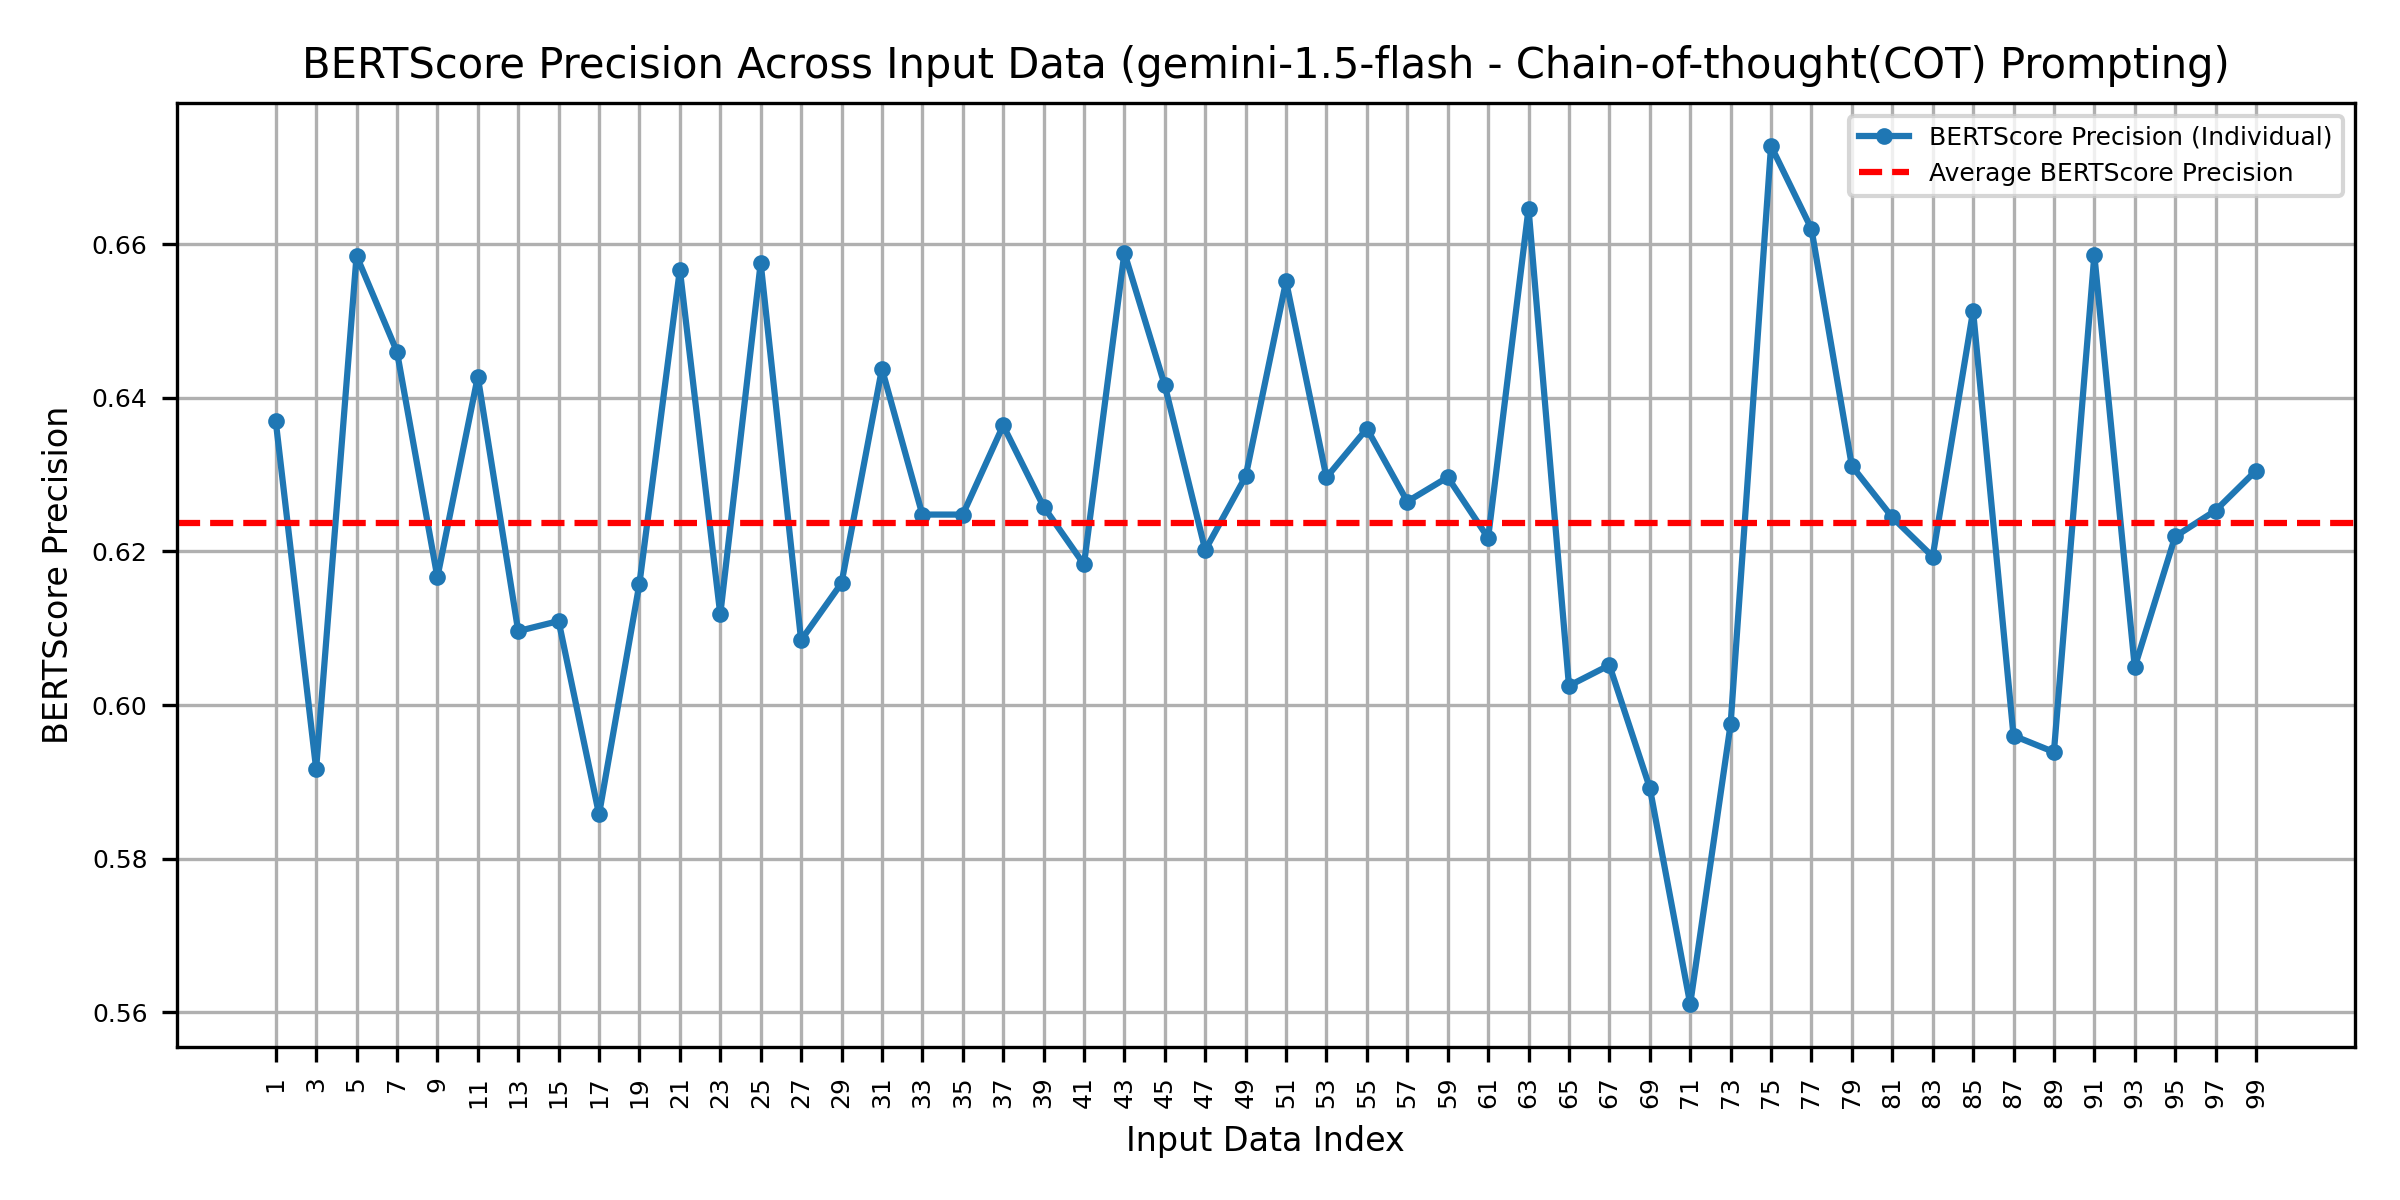 BERTScore Precision Across Input Data (gemini-1.5-flash - Chain-of-thought(COT) Prompting)
BERTScore Precision (Individual)
Average BERTScore Precision
BERTScore Precision
0.66
0.64
0.62
0.60
0.58
0.56
1 3 5 7 9 11 13 15 17 19 21 23 25 27 29 31 33 35 37 39 41 43 45 47 49 51 53 55 57 59 61 63 65 67 69 71 73 75 77 79 81 83 85 87 89 91 93 95 97 99
Input Data Index